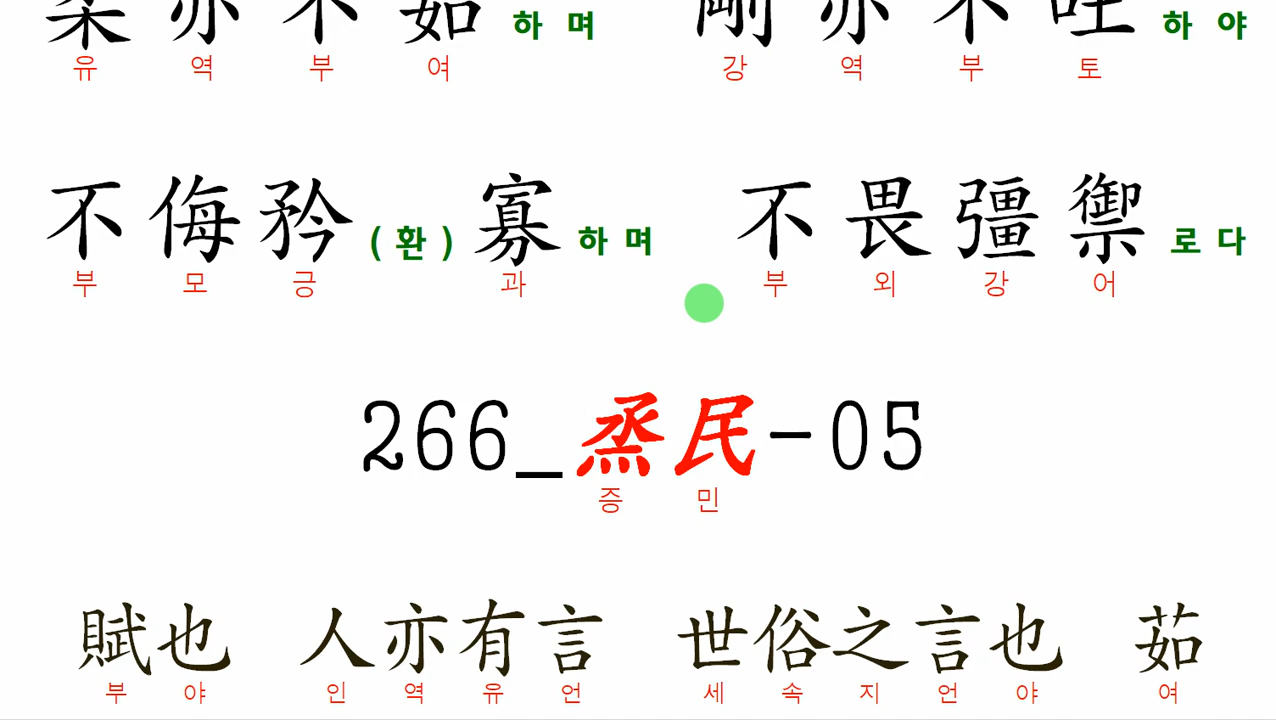 柔亦不茹하며 剛亦不吐하야
유 역 부 여 강 역 부 토
不侮矜(환)寡하며 不畏彊禦로다
부 모 긍 과 부 외 강 어
266_烝民-05
증 민
賦也 人亦有言 世俗之言也 茹
부 야 인 역 유 언 세 속 지 언 야 여